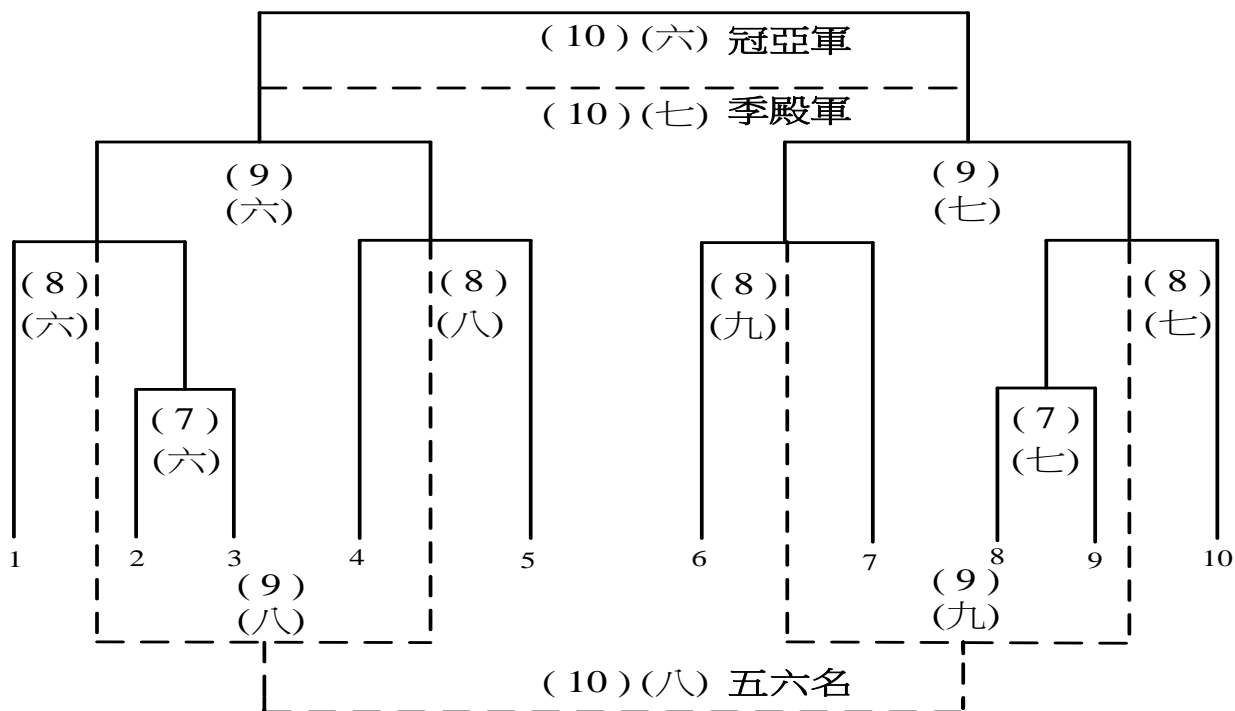 ( 10 ) (六) 冠亞軍
( 10 ) (七) 季殿軍
( 9 )
(六)
( 9 )
(七)
( 8 )
(六)
( 8 )
(八)
( 8 )
(九)
( 8 )
(七)
( 7 )
(六)
( 7 )
(七)
1 2 3 4 5 6 7 8 9 10
( 9 )
(八)
( 9 )
(九)
( 10 ) (八) 五六名